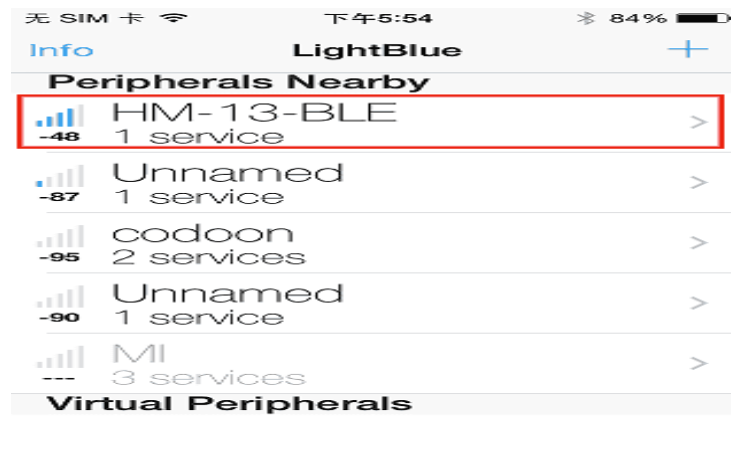 无 SIM 卡 下午5:54 84%
Info LightBlue +
Peripherals Nearby
HM-13-BLE >
-48 1 service
Unnamed >
-87 1 service
codoon >
-95 2 services
Unnamed >
-90 1 service
MI >
--- 3 services
Virtual Peripherals